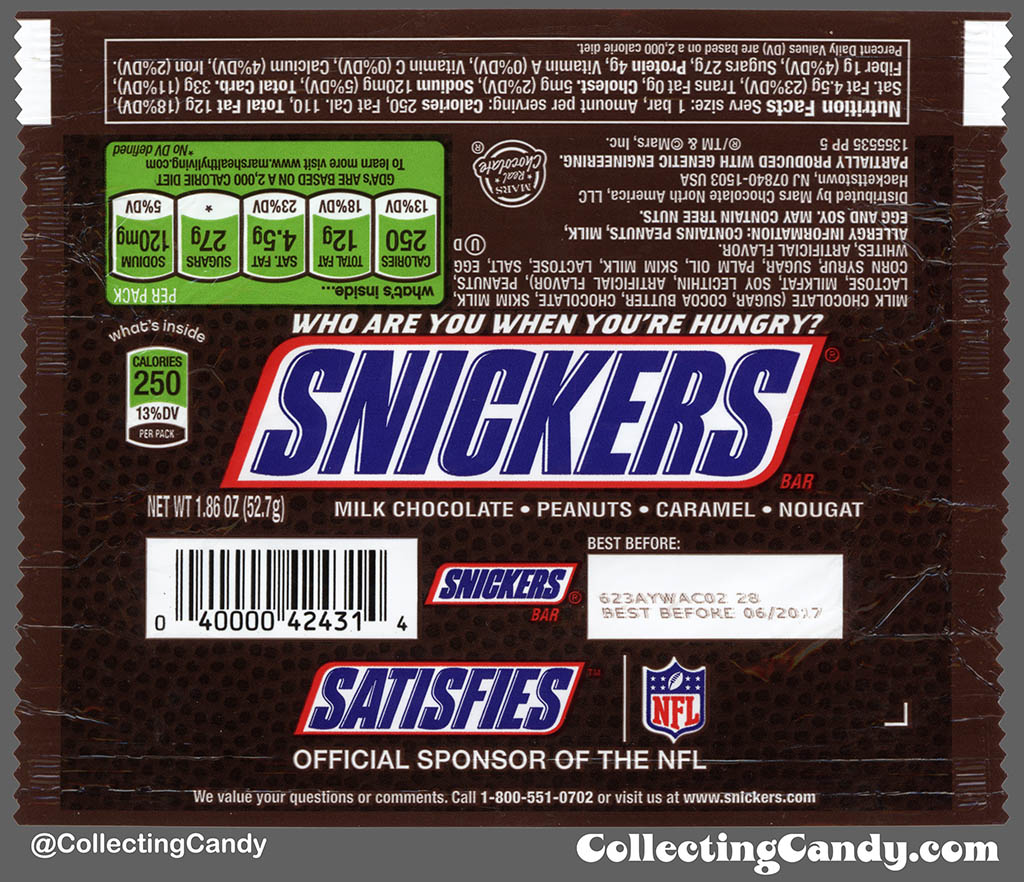 Nutrition Facts Serv size: 1 bar, Amount per serving: Calories 250, Fat Cal. 110, Total Fat 12g (18%DV),
Sat. Fat 4.5g (23%DV), Trans Fat 0g, Cholest. 5mg (2%DV), Sodium 120mg (5%DV), Total Carb. 33g (11%DV),
Fiber 1g (4%DV), Sugars 27g, Protein 4g, Vitamin A (0%DV), Vitamin C (0%DV), Calcium (4%DV), Iron (2%DV).
Percent Daily Values (DV) are based on a 2,000 calorie diet.
MILK CHOCOLATE (SUGAR, COCOA BUTTER, CHOCOLATE, SKIM MILK,
LACTOSE, MILKFAT, SOY LECITHIN, ARTIFICIAL FLAVOR), PEANUTS,
CORN SYRUP, SUGAR, PALM OIL, SKIM MILK, LACTOSE, SALT, EGG
WHITES, ARTIFICIAL FLAVOR.
ALLERGY INFORMATION: CONTAINS PEANUTS, MILK,
EGG AND SOY. MAY CONTAIN TREE NUTS.
Distributed by Mars Chocolate North America, LLC
Hackettstown, NJ 07840-1503 USA
PARTIALLY PRODUCED WITH GENETIC ENGINEERING.
®/TM & ©Mars, Inc.
1355535 PP 5
U D
MARS
Real
Chocolate
®
what's inside...
PER PACK
CALORIES TOTAL FAT SAT. FAT SUGARS SODIUM
250 12g 4.5g 27g 120mg
13%DV 18%DV 23%DV * 5%DV
GDA's ARE BASED ON A 2,000 CALORIE DIET
To learn more visit www.marshealthyliving.com
*No DV defined
WHO ARE YOU WHEN YOU'RE HUNGRY?
what's inside
CALORIES
250
13%DV
PER PACK
SNICKERS®
BAR
NET WT 1.86 OZ (52.7g)
MILK CHOCOLATE • PEANUTS • CARAMEL • NOUGAT
0 40000 42431 4
SNICKERS®
BAR
BEST BEFORE:
623AYWAC02 28
BEST BEFORE 06/2017
SATISFIES™
NFL
OFFICIAL SPONSOR OF THE NFL
We value your questions or comments. Call 1-800-551-0702 or visit us at www.snickers.com
@CollectingCandy
CollectingCandy.com